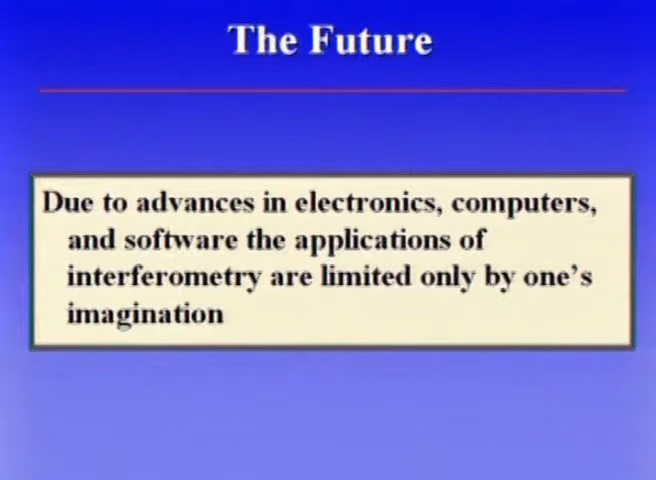 The Future
Due to advances in electronics, computers,
and software the applications of
interferometry are limited only by one's
imagination